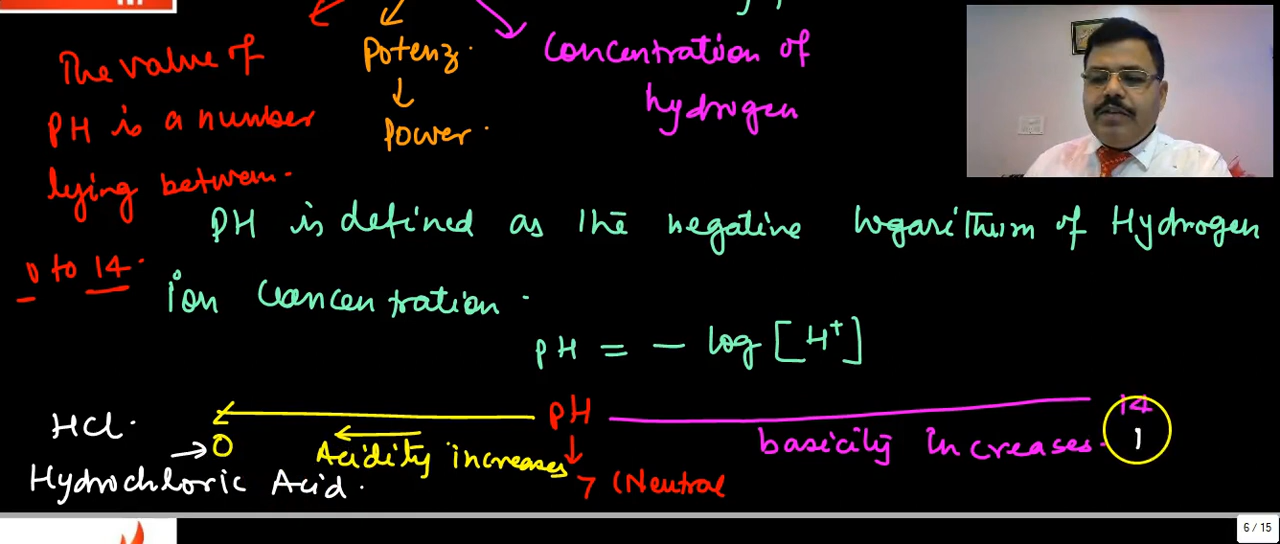 The value of
PH is a number
lying between.
0 to 14.
Potenz.
Power.
Concentration of
hydrogen
PH is defined as the negative logarithm of Hydrogen
ion concentration.
PH = - log [H+]
HCl.
Hydrochloric Acid.
0
Acidity increases
PH
7 (Neutral
basicity increases.
14
1
6 / 15